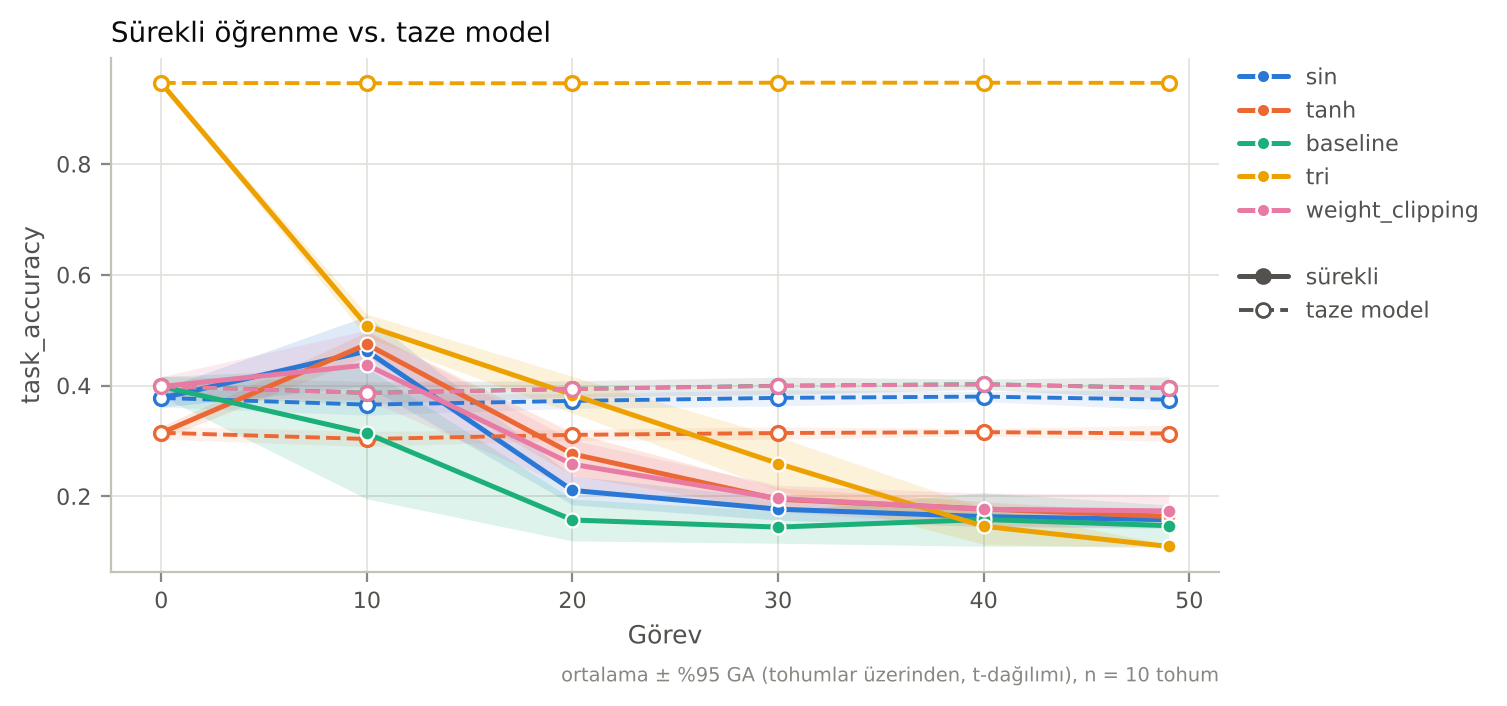 Sürekli öğrenme vs. taze model
task_accuracy
0.8
0.6
0.4
0.2
0
10
20
30
40
50
Görev
sin
tanh
baseline
tri
weight_clipping
sürekli
taze model
ortalama ± %95 GA (tohumlar üzerinden, t-dağılımı), n = 10 tohum